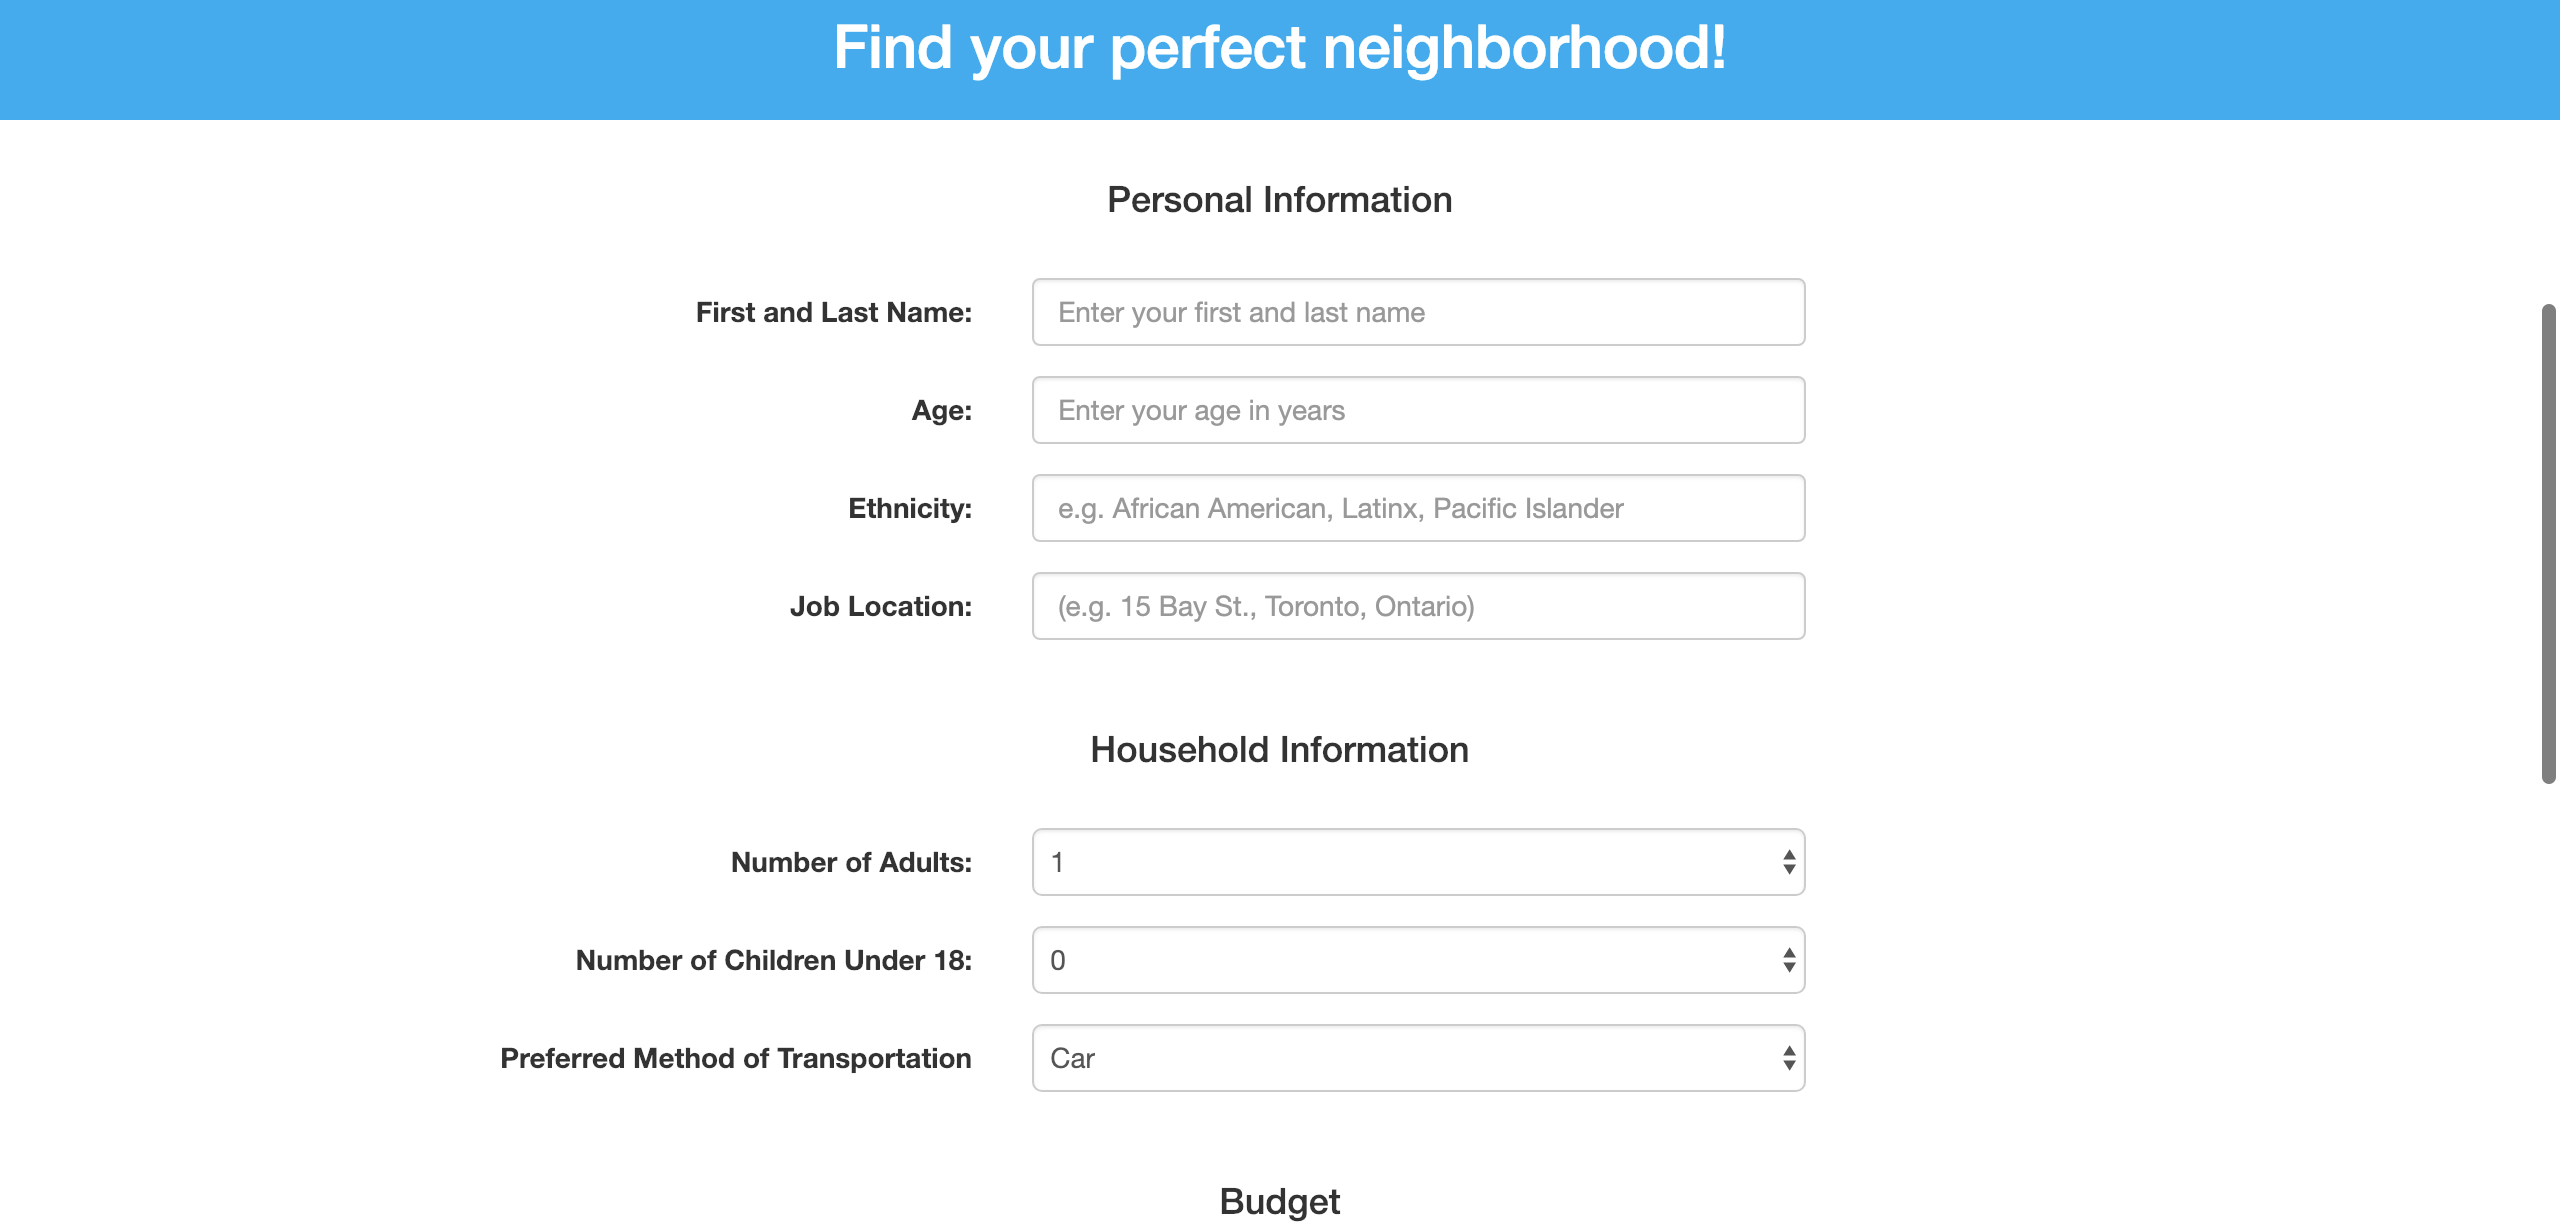 Find your perfect neighborhood!
Personal Information
First and Last Name: Enter your first and last name
Age: Enter your age in years
Ethnicity: e.g. African American, Latinx, Pacific Islander
Job Location: (e.g. 15 Bay St., Toronto, Ontario)
Household Information
Number of Adults: 1
Number of Children Under 18: 0
Preferred Method of Transportation Car
Budget